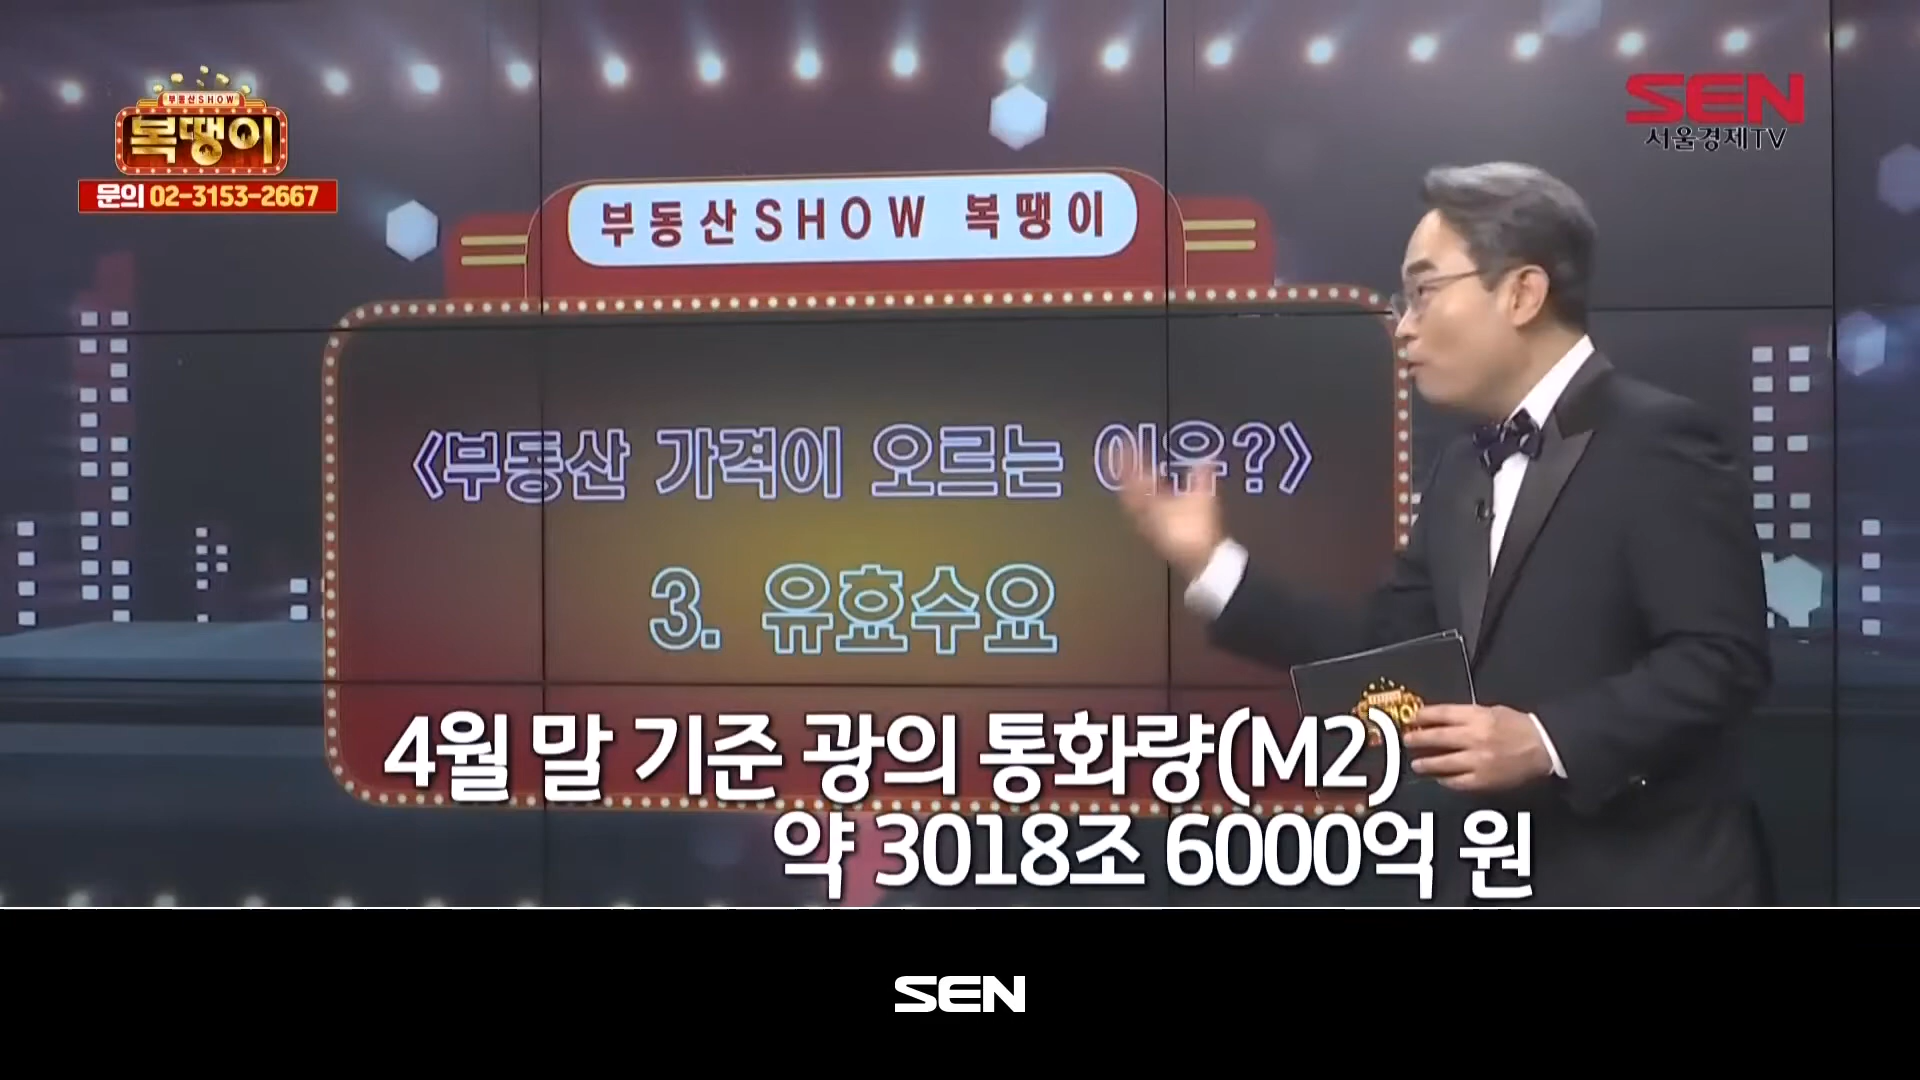 부동산SHOW
복땡이
문의 02-3153-2667
SEN
서울경제TV
부동산SHOW 복땡이
<부동산 가격이 오르는 이유?>
3. 유효수요
4월 말 기준 광의 통화량(M2)
약 3018조 6000억 원
SEN